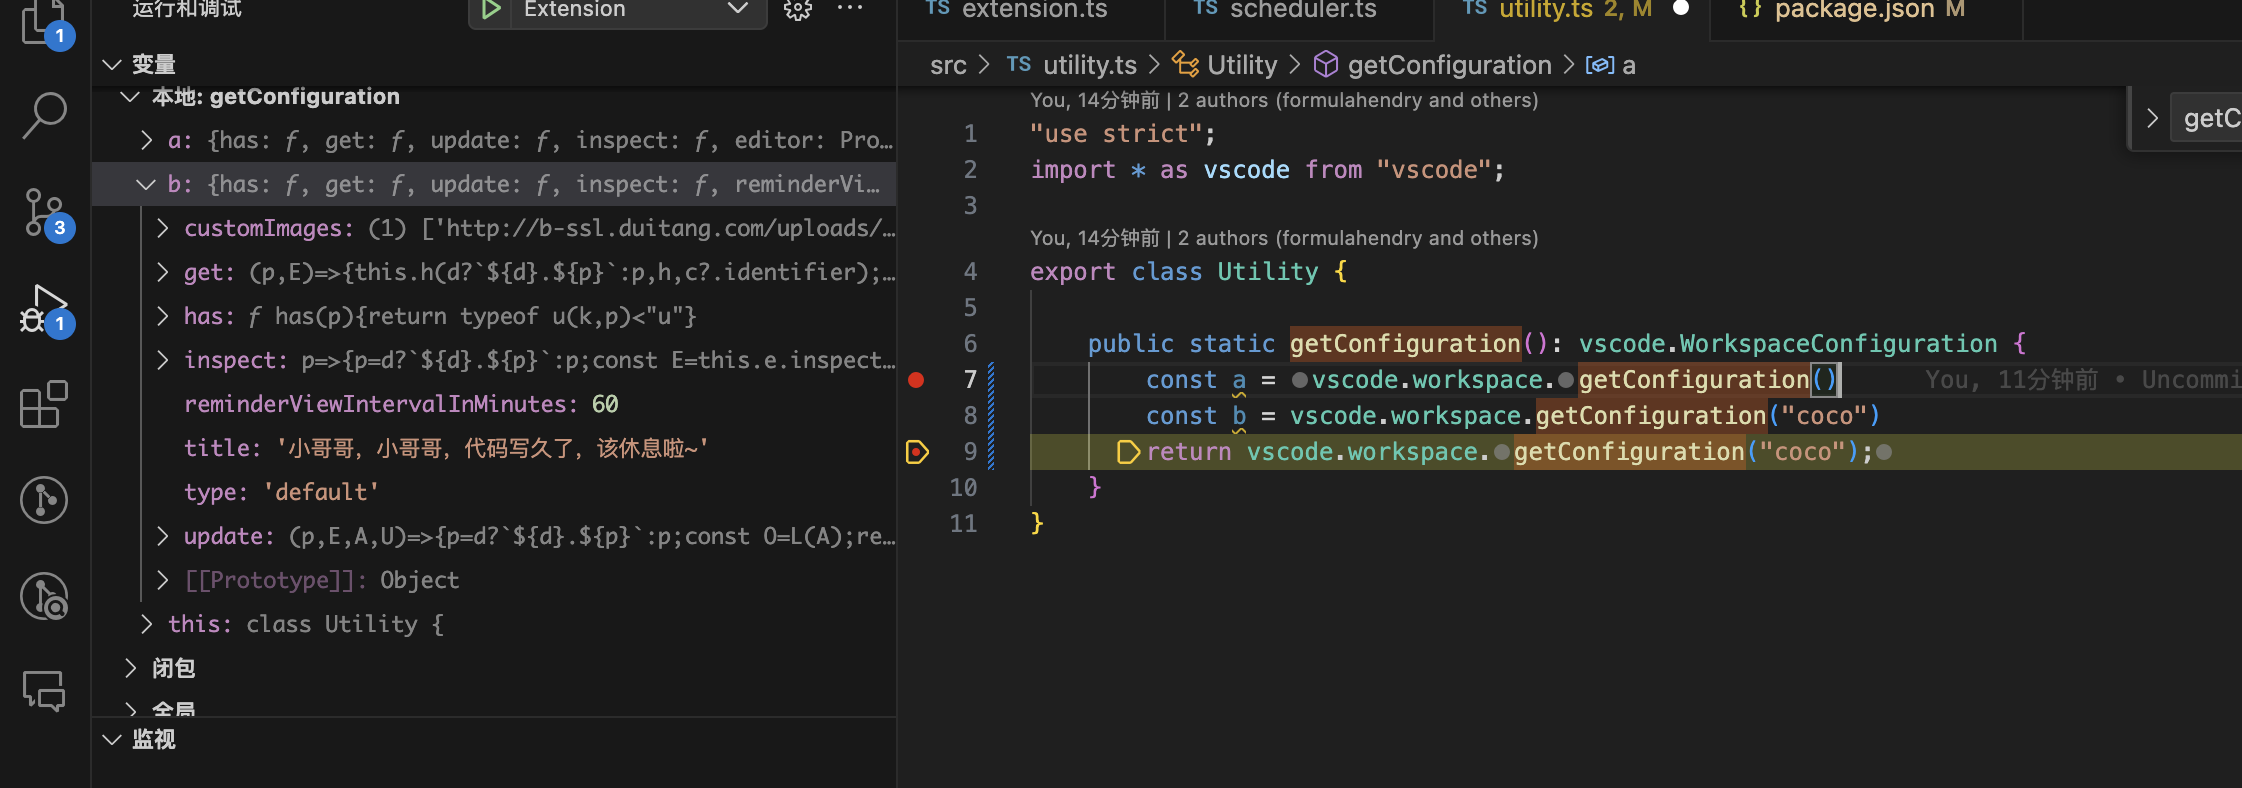 运行和调试
Extension
变量
本地: getConfiguration
a: {has: ƒ, get: ƒ, update: ƒ, inspect: ƒ, editor: Pro…
b: {has: ƒ, get: ƒ, update: ƒ, inspect: ƒ, reminderVi…
customImages: (1) ['http://b-ssl.duitang.com/uploads/…
get: (p,E)=>{this.h(d?`${d}.${p}`:p,h,c?.identifier);…
has: ƒ has(p){return typeof u(k,p)<"u"}
inspect: p=>{p=d?`${d}.${p}`:p;const E=this.e.inspect…
reminderViewIntervalInMinutes: 60
title: '小哥哥，小哥哥，代码写久了，该休息啦~'
type: 'default'
update: (p,E,A,U)=>{p=d?`${d}.${p}`:p;const O=L(A);re…
[[Prototype]]: Object
this: class Utility {
闭包
全局
监视
1
3
1
TS extension.ts
TS scheduler.ts
TS utility.ts 2, M
{} package.json M
src > TS utility.ts > Utility > getConfiguration > a
getC
You, 14分钟前 | 2 authors (formulahendry and others)
1 "use strict";
2 import * as vscode from "vscode";
3
You, 14分钟前 | 2 authors (formulahendry and others)
4 export class Utility {
5
6 public static getConfiguration(): vscode.WorkspaceConfiguration {
7 const a = vscode.workspace.getConfiguration() You, 11分钟前 • Uncommi
8 const b = vscode.workspace.getConfiguration("coco")
9 return vscode.workspace.getConfiguration("coco");
10 }
11 }